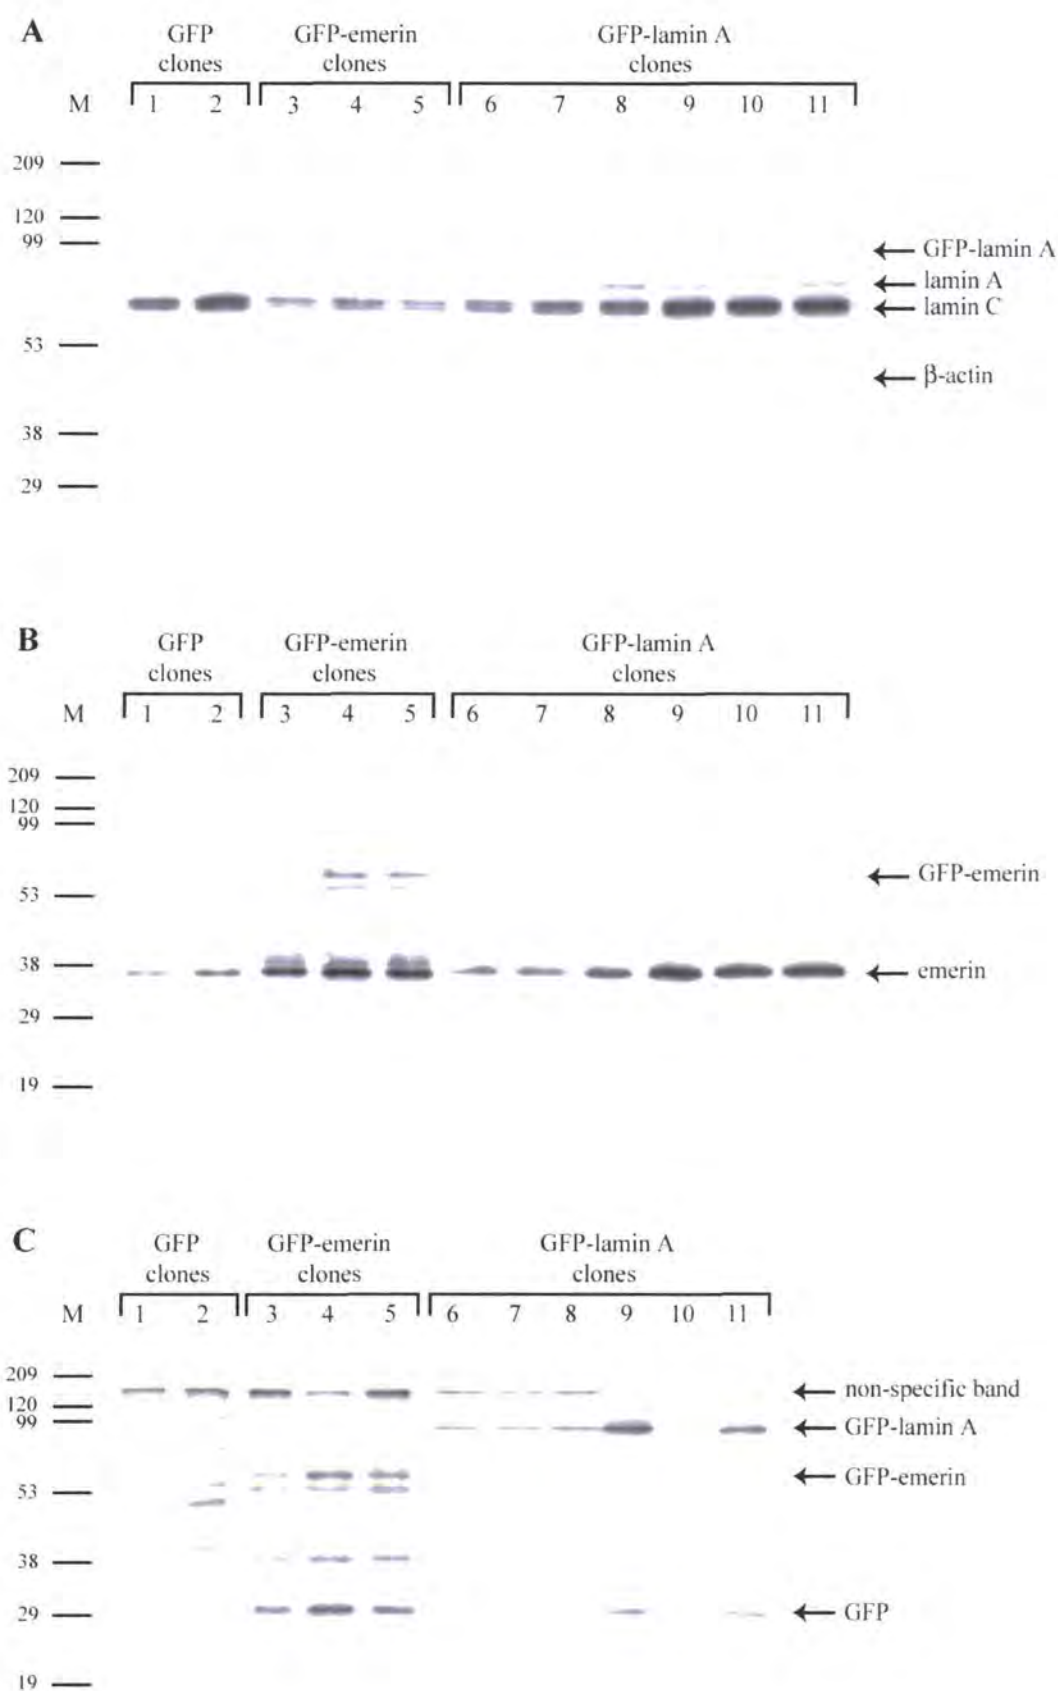 A
GFP clones
GFP-emerin clones
GFP-lamin A clones
M 1 2 3 4 5 6 7 8 9 10 11
209
120
99
GFP-lamin A
lamin A
lamin C
53
β-actin
38
29
B
GFP clones
GFP-emerin clones
GFP-lamin A clones
M 1 2 3 4 5 6 7 8 9 10 11
209
120
99
GFP-emerin
53
38
emerin
29
19
C
GFP clones
GFP-emerin clones
GFP-lamin A clones
M 1 2 3 4 5 6 7 8 9 10 11
209
non-specific band
120
99
GFP-lamin A
GFP-emerin
53
38
29
GFP
19